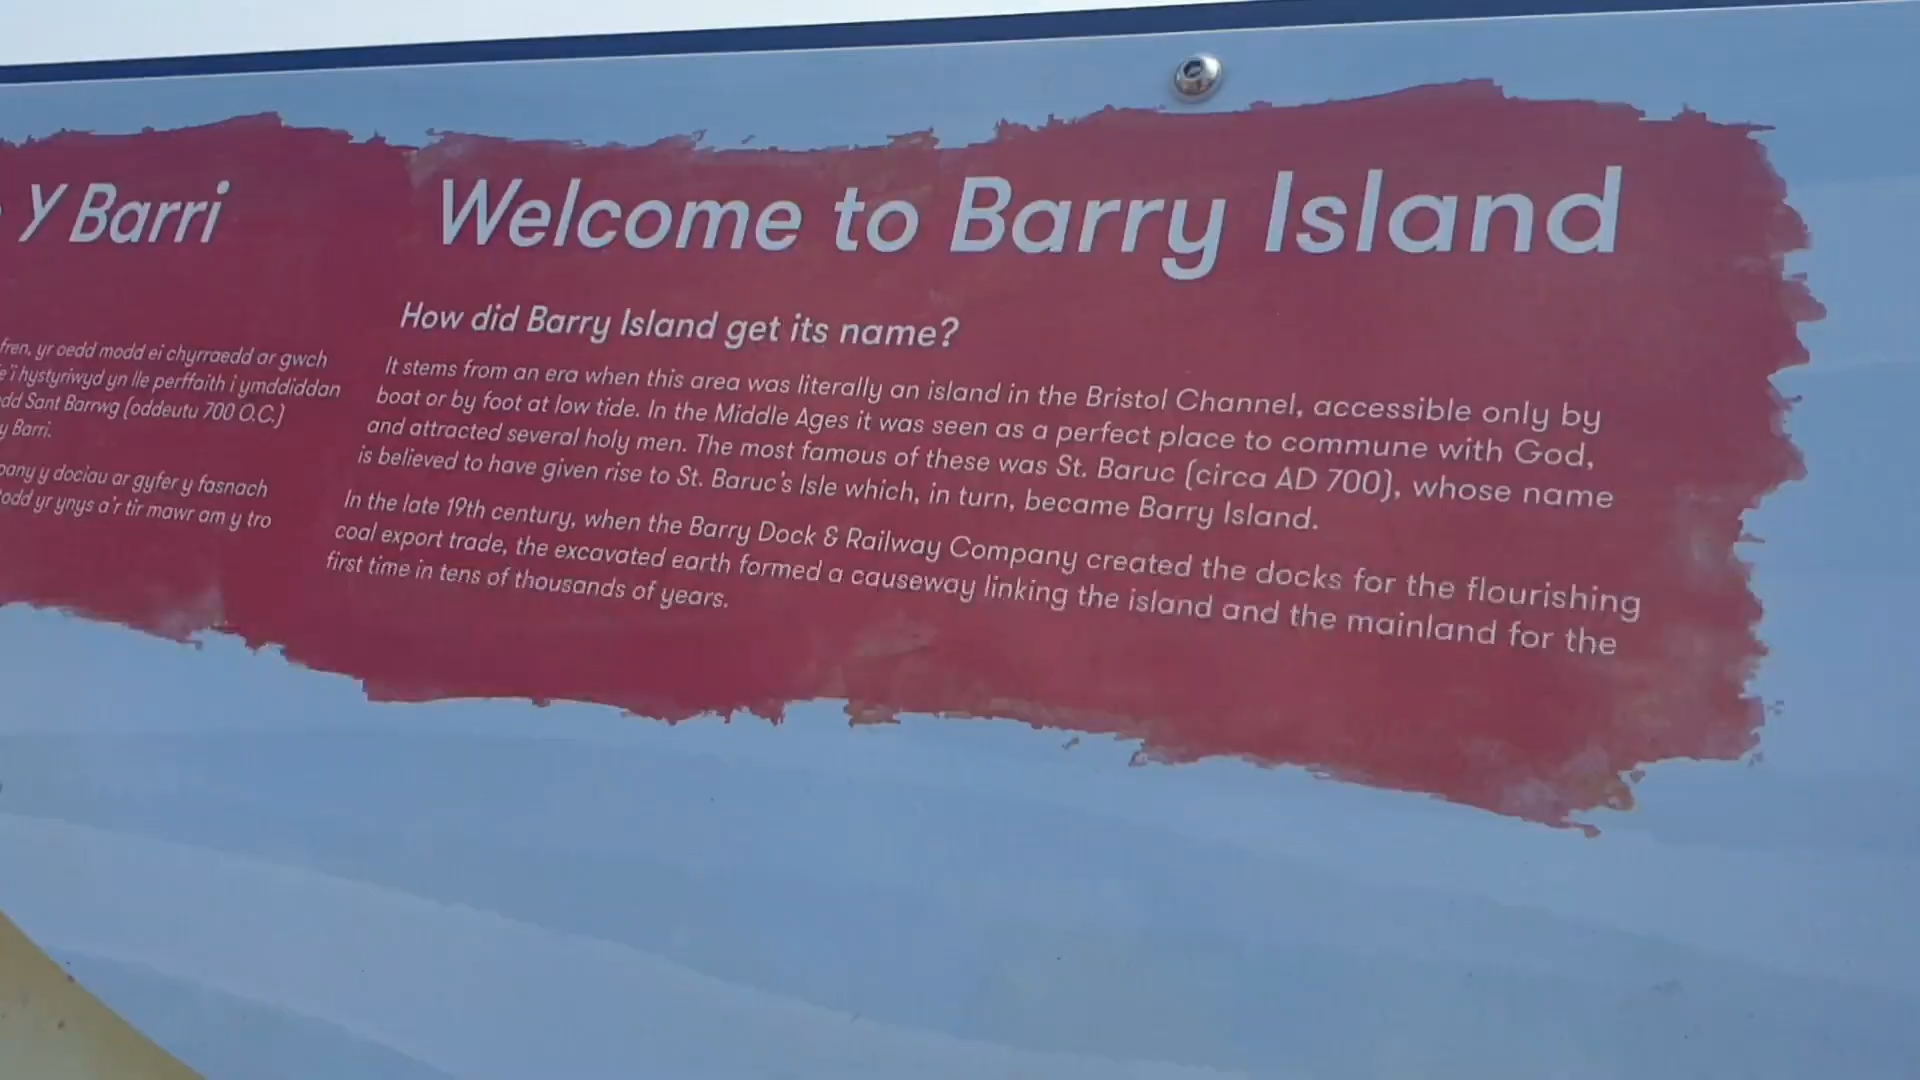 Y Barri
fren, yr oedd modd ei chyrraedd ar gwch
e'i hystyriwyd yn lle perffaith i ymddiddan
dd Sant Barrwg (oddeutu 700 O.C.)
y Barri.
pany y dociau ar gyfer y fasnach
odd yr ynys a'r tir mawr am y tro
Welcome to Barry Island
How did Barry Island get its name?
It stems from an era when this area was literally an island in the Bristol Channel, accessible only by
boat or by foot at low tide. In the Middle Ages it was seen as a perfect place to commune with God,
and attracted several holy men. The most famous of these was St. Baruc (circa AD 700), whose name
is believed to have given rise to St. Baruc's Isle which, in turn, became Barry Island.
In the late 19th century, when the Barry Dock & Railway Company created the docks for the flourishing
coal export trade, the excavated earth formed a causeway linking the island and the mainland for the
first time in tens of thousands of years.